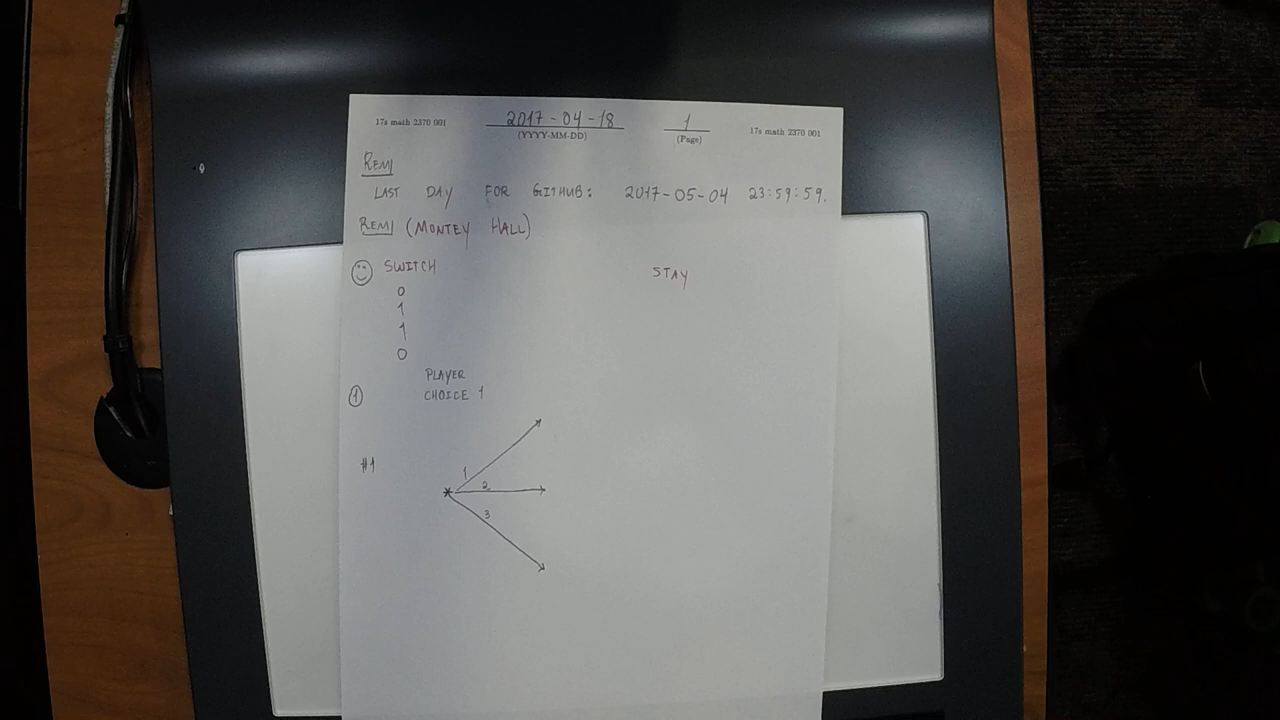 17s math 2370 001 2017-04-18 1 17s math 2370 001
(YYYY-MM-DD) (Page)
REM
LAST DAY FOR GITHUB: 2017-05-04 23:59:59.
REM (MONTEY HALL)
SWITCH STAY
0
1
1
0
PLAYER
1 CHOICE 1
#1
1
2
3